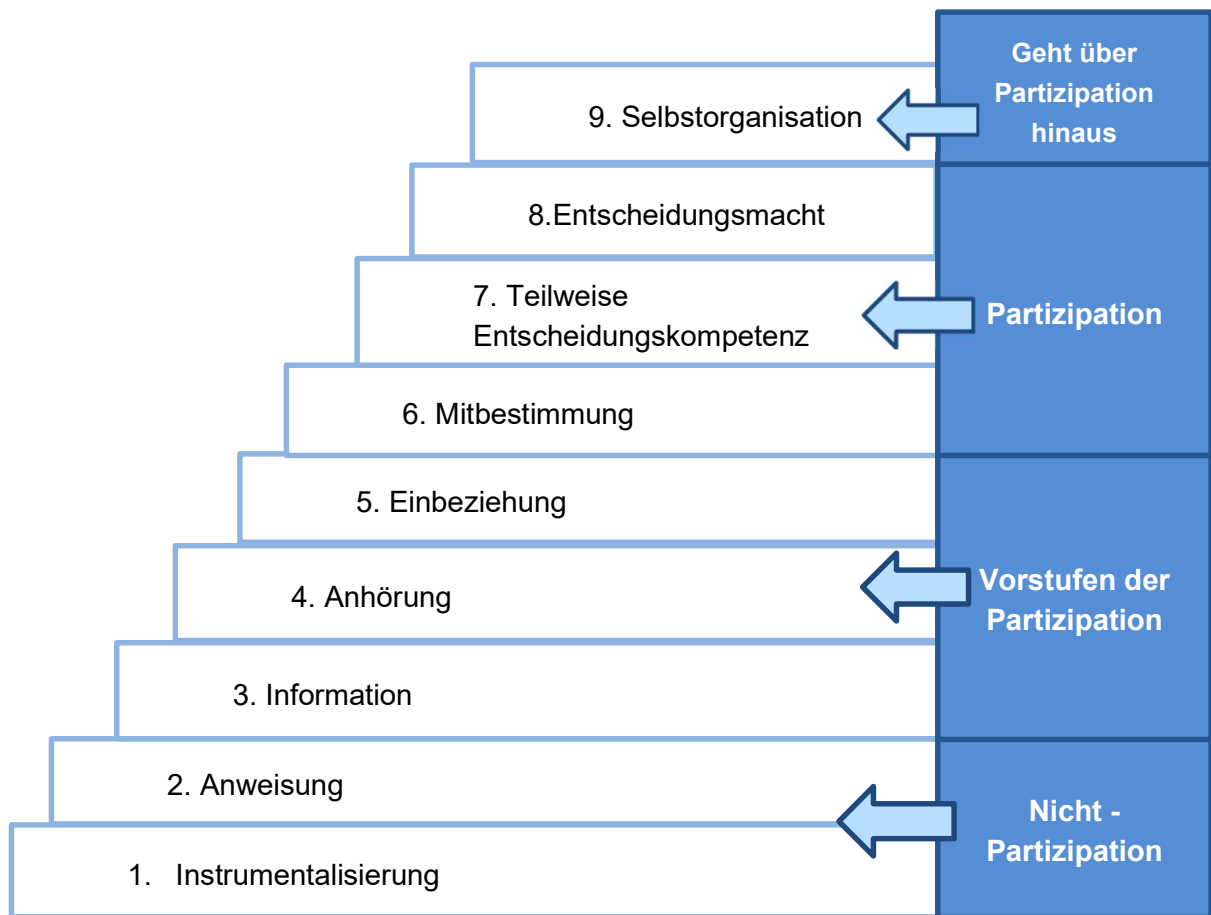 Geht über
Partizipation
hinaus
9. Selbstorganisation
8.Entscheidungsmacht
7. Teilweise
Entscheidungskompetenz
Partizipation
6. Mitbestimmung
5. Einbeziehung
4. Anhörung
Vorstufen der
Partizipation
3. Information
2. Anweisung
Nicht -
Partizipation
1. Instrumentalisierung